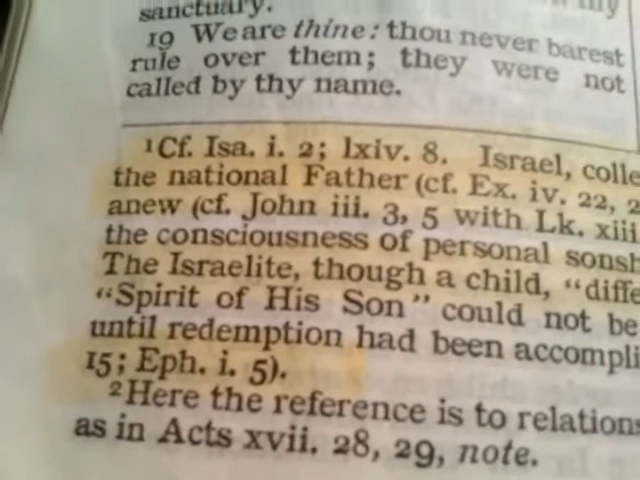 sanctuary.
19 We are thine: thou never barest
rule over them; they were not
called by thy name.
1Cf. Isa. i. 2; lxiv. 8. Israel, colle
the national Father (cf. Ex. iv. 22, 2
anew (cf. John iii. 3, 5 with Lk. xiii
the consciousness of personal sonsh
The Israelite, though a child, "diffe
"Spirit of His Son" could not be
until redemption had been accompli
15; Eph. i. 5).
2Here the reference is to relations
as in Acts xvii. 28, 29, note.